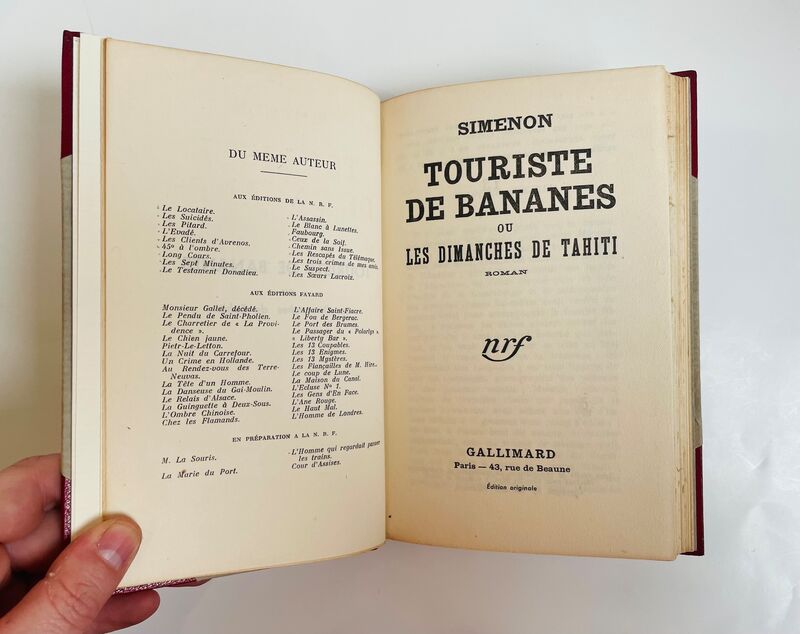 DU MEME AUTEUR
AUX ÉDITIONS DE LA N. R. F.
Le Locataire.
Les Suicidés.
Les Pitard.
L'Evadé.
Les Clients d'Avrenos.
45° à l'ombre.
Long Cours.
Les Sept Minutes.
Le Testament Donadieu.
L'Assassin.
Le Blanc à Lunettes.
Faubourg.
Ceux de la Soif.
Chemin sans Issue.
Les Rescapés du Télémaque.
Les trois crimes de mes amis.
Le Suspect.
Les Sœurs Lacroix.
AUX ÉDITIONS FAYARD
Monsieur Gallet, décédé.
Le Pendu de Saint-Pholien.
Le Charretier de « La Provi-
dence ».
Le Chien jaune.
Pietr-Le-Letton.
La Nuit du Carrefour.
Un Crime en Hollande.
Au Rendez-vous des Terre-
Neuvas.
La Tête d'un Homme.
La Danseuse du Gai-Moulin.
Le Relais d'Alsace.
La Guinguette à Deux-Sous.
L'Ombre Chinoise.
Chez les Flamands.
L'Affaire Saint-Fiacre.
Le Fou de Bergerac.
Le Port des Brumes.
Le Passager du « Polarlys »
« Liberty Bar ».
Les 13 Coupables.
Les 13 Enigmes.
Les 13 Mystères.
Les Fiançailles de M. Hire.
Le coup de Lune.
La Maison du Canal.
L'Ecluse N° 1.
Les Gens d'En Face.
L'Ane Rouge.
Le Haut Mal.
L'Homme de Londres.
EN PRÉPARATION A LA N. R. F.
M. La Souris.
La Marie du Port.
L'Homme qui regardait passer
les trains.
Cour d'Assises.
SIMENON
TOURISTE
DE BANANES
OU
LES DIMANCHES DE TAHITI
ROMAN
nrf
GALLIMARD
Paris — 43, rue de Beaune
Édition originale